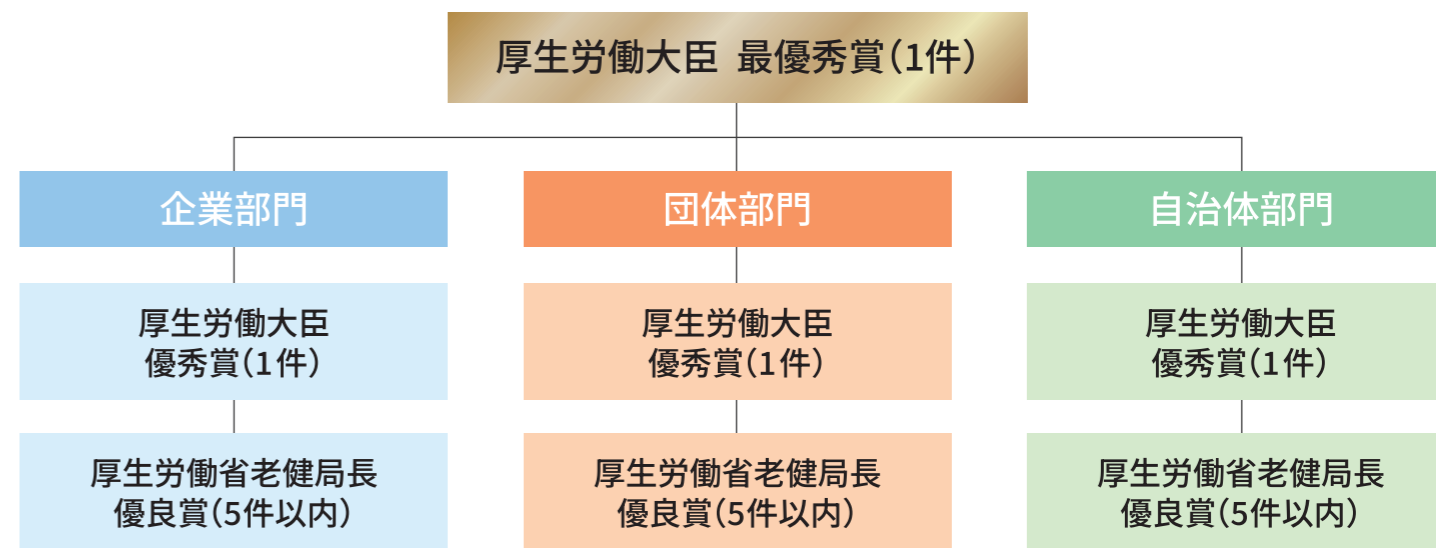 厚生労働大臣 最優秀賞（1件）
企業部門
団体部門
自治体部門
厚生労働大臣
優秀賞（1件）
厚生労働大臣
優秀賞（1件）
厚生労働大臣
優秀賞（1件）
厚生労働省老健局長
優良賞（5件以内）
厚生労働省老健局長
優良賞（5件以内）
厚生労働省老健局長
優良賞（5件以内）